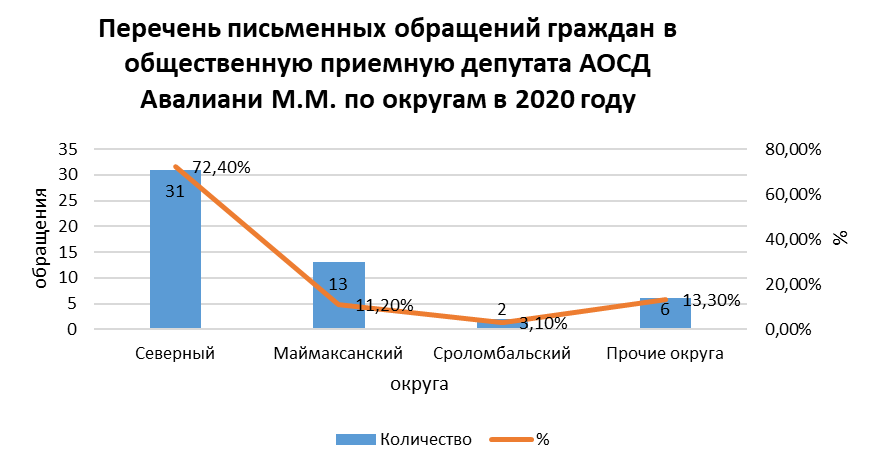 Перечень письменных обращений граждан в
общественную приемную депутата АОСД
Авалиани М.М. по округам в 2020 году
35
30
25
20
15
10
5
0
обращения
80,00%
60,00%
40,00%
20,00%
0,00%
%
31
13
2
6
72,40%
11,20%
3,10%
13,30%
Северный
Маймаксанский
Сроломбальский
Прочие округа
округа
Количество
%